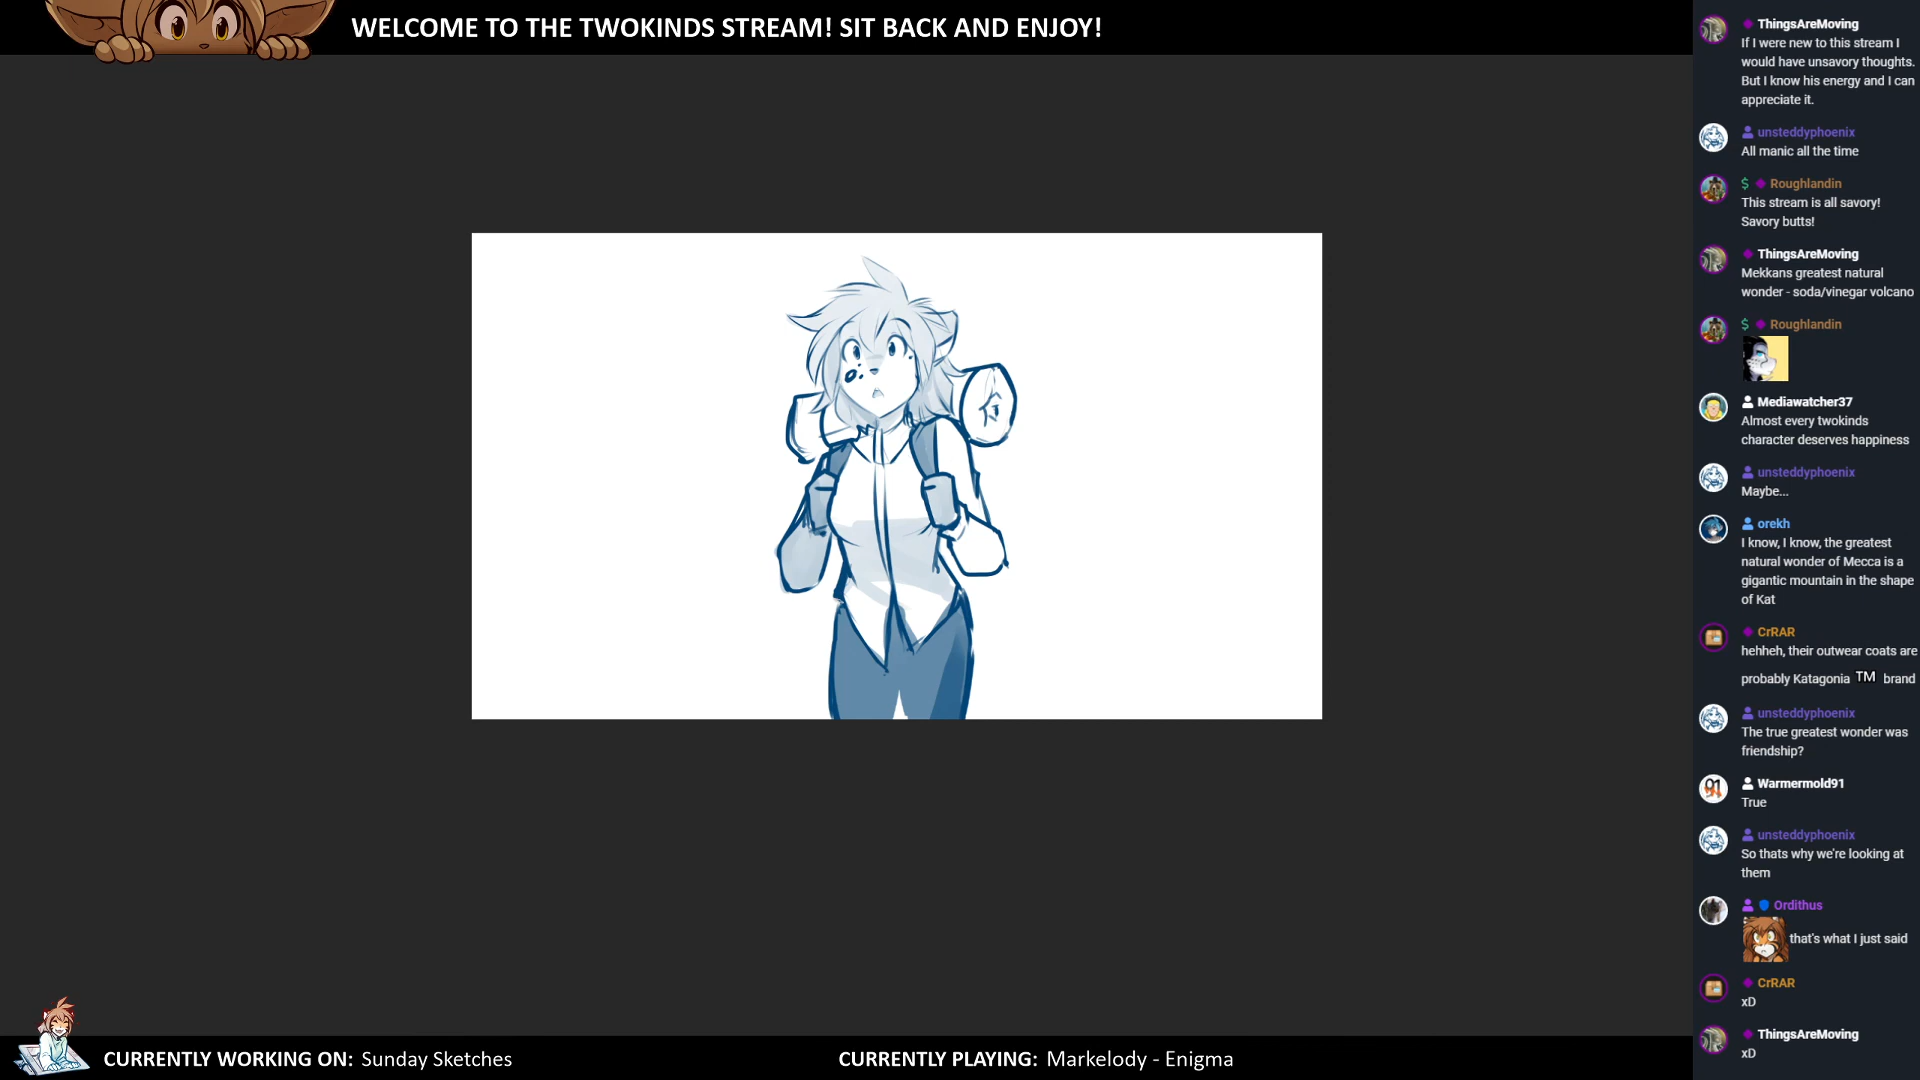 WELCOME TO THE TWOKINDS STREAM! SIT BACK AND ENJOY!
ThingsAreMoving
If I were new to this stream I
would have unsavory thoughts.
But I know his energy and I can
appreciate it.
unsteddyphoenix
All manic all the time
$ Roughlandin
This stream is all savory!
Savory butts!
ThingsAreMoving
Mekkans greatest natural
wonder - soda/vinegar volcano
$ Roughlandin
Mediawatcher37
Almost every twokinds
character deserves happiness
unsteddyphoenix
Maybe...
orekh
I know, I know, the greatest
natural wonder of Mecca is a
gigantic mountain in the shape
of Kat
CrRAR
hehheh, their outwear coats are
probably Katagonia TM brand
unsteddyphoenix
The true greatest wonder was
friendship?
91
Warmermold91
True
unsteddyphoenix
So thats why we're looking at
them
Ordithus
that's what I just said
CrRAR
xD
ThingsAreMoving
xD
CURRENTLY WORKING ON: Sunday Sketches
CURRENTLY PLAYING: Markelody - Enigma